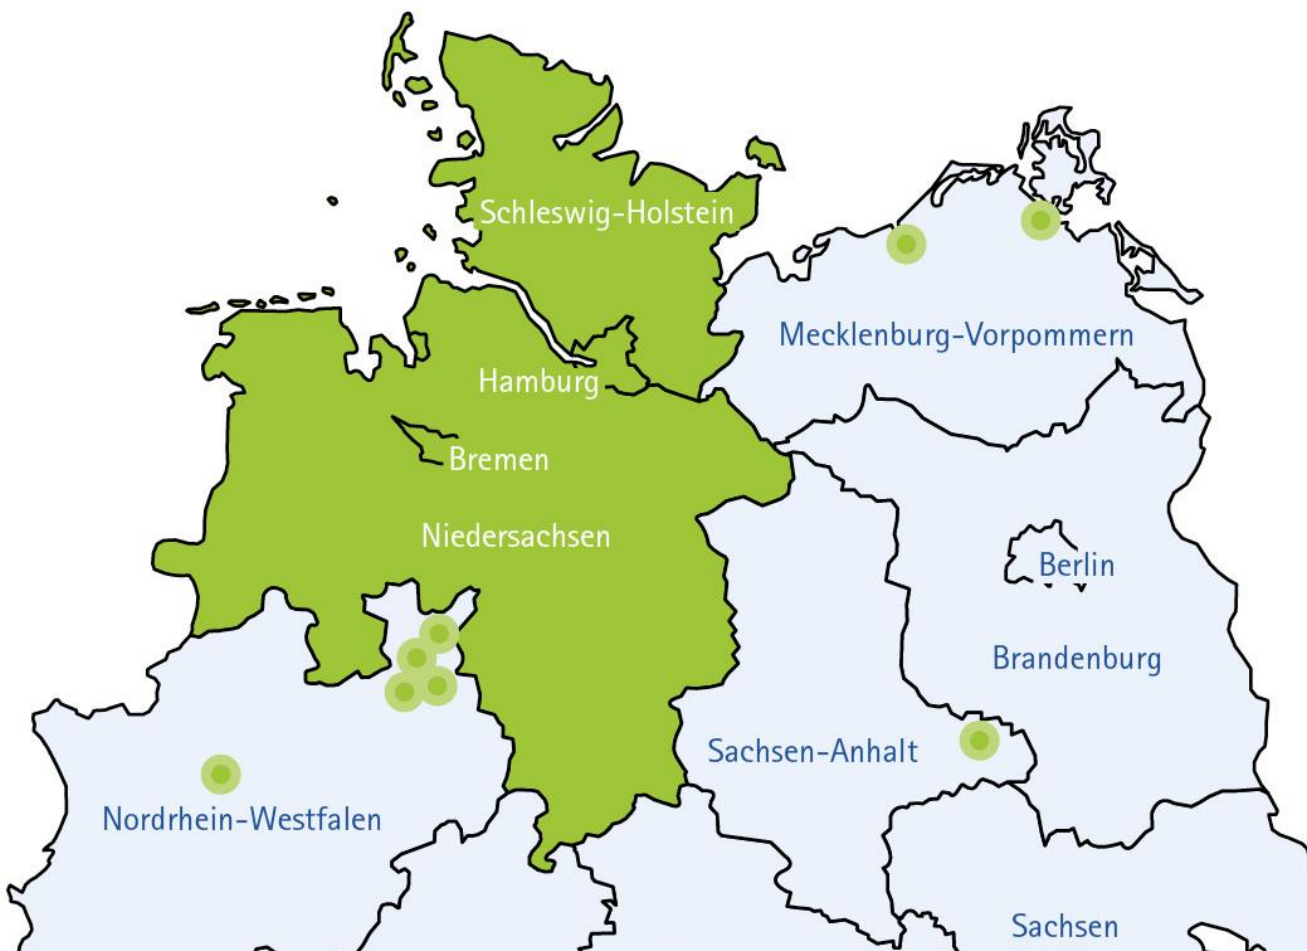 Schleswig-Holstein
Mecklenburg-Vorpommern
Hamburg
Bremen
Niedersachsen
Berlin
Brandenburg
Sachsen-Anhalt
Nordrhein-Westfalen
Sachsen